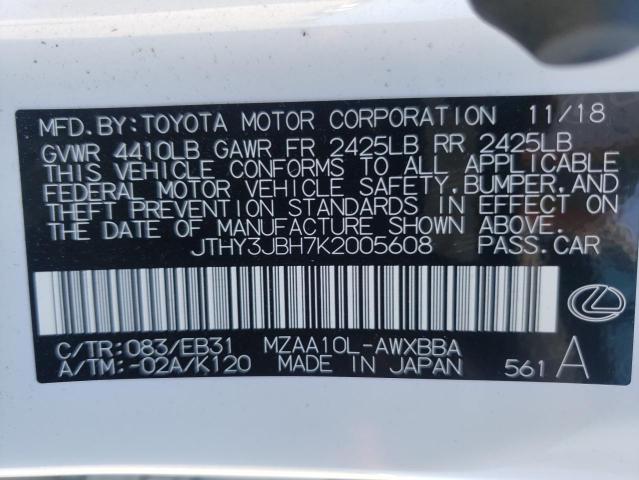 MFD.BY:TOYOTA MOTOR CORPORATION 11/18
GVWR 4410LB GAWR FR 2425LB RR 2425LB
THIS VEHICLE CONFORMS TO ALL APPLICABLE
FEDERAL MOTOR VEHICLE SAFETY,BUMPER,AND
THEFT PREVENTION STANDARDS IN EFFECT ON
THE DATE OF MANUFACTURE SHOWN ABOVE.
JTHY3JBH7K2005608 PASS.CAR
C/TR:083/EB31 MZAA10L-AWXBBA
A/TM:-02A/K120 MADE IN JAPAN 561 A